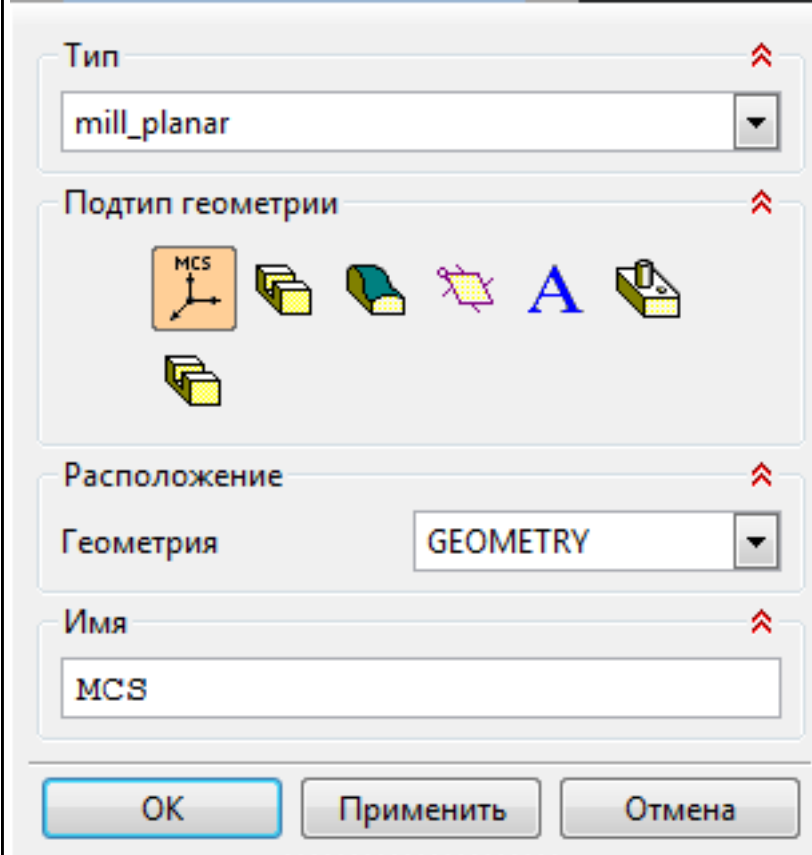 Тип
mill_planar
Подтип геометрии
MCS
A
Расположение
Геометрия GEOMETRY
Имя
MCS
OK Применить Отмена